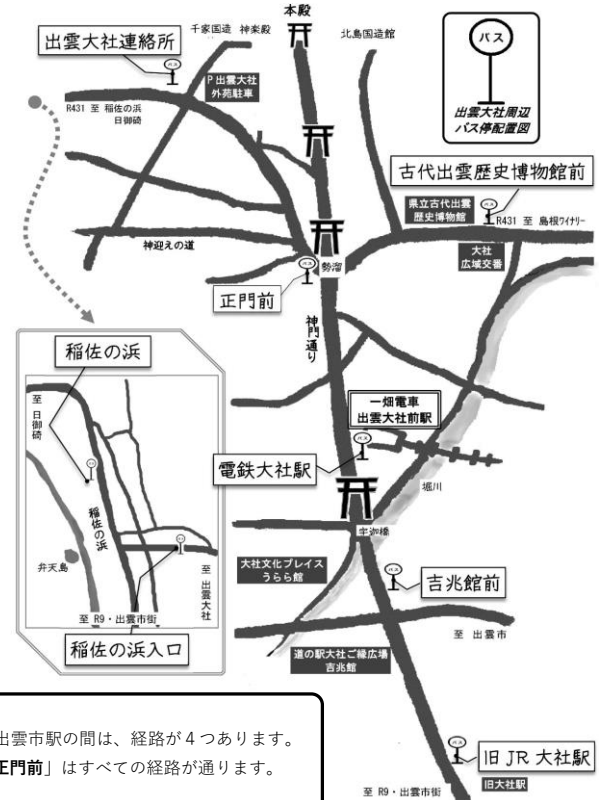 本殿
千家国造 神楽殿
北島国造館
出雲大社連絡所
バス
P 出雲大社
外苑駐車
バス
出雲大社周辺
バス停配置図
R431 至 稲佐の浜
日御碕
古代出雲歴史博物館前
県立古代出雲
歴史博物館
バス
R431 至 島根ワイナリー
大社
広域交番
神迎えの道
勢溜
バス
正門前
神門通り
稲佐の浜
一畑電車
出雲大社前駅
バス
至 日御碕
電鉄大社駅
堀川
稲佐の浜
宇迦橋
弁天島
至 出雲大社
大社文化プレイス
うらら館
バス
吉兆館前
至 R9・出雲市街
稲佐の浜入口
至 出雲市
道の駅大社ご縁広場
吉兆館
出雲市駅の間は、経路が4つあります。
正門前」はすべての経路が通ります。
バス
旧 JR 大社駅
旧大社駅
至 R9・出雲市街